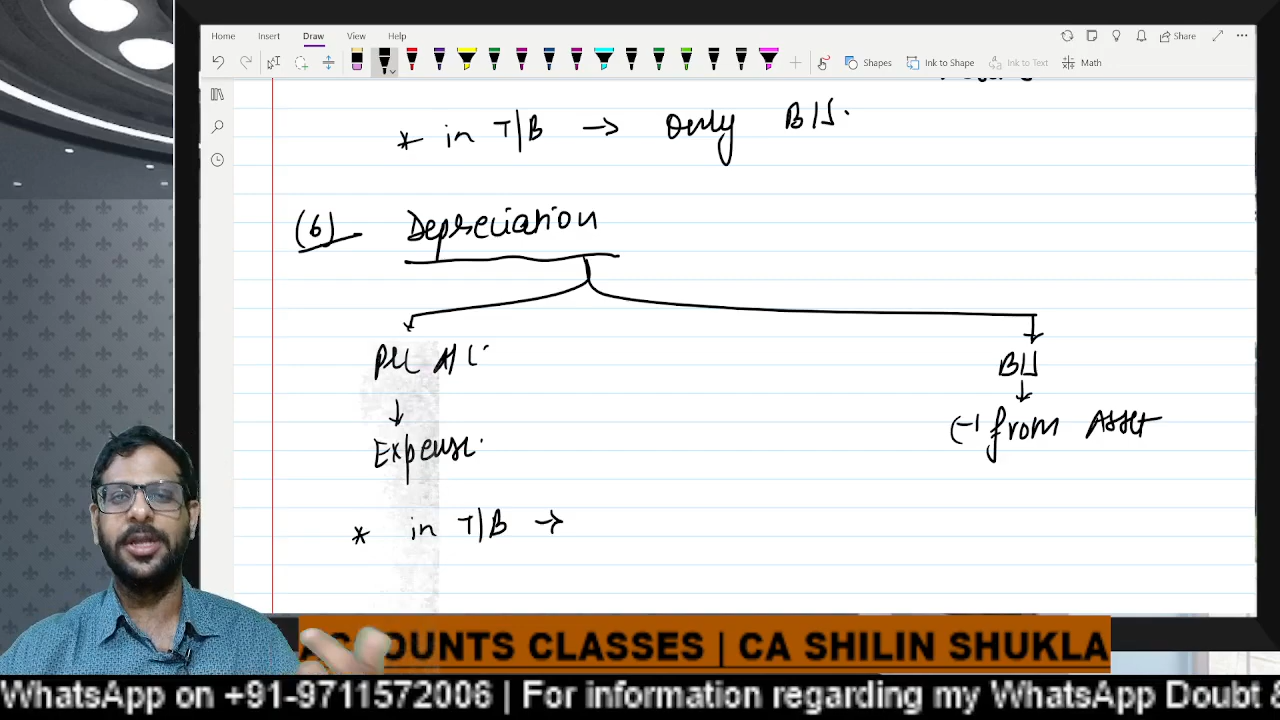 Home Insert Draw View Help
Share
Shapes Ink to Shape Ink to Text Math
* in T|B → Only B/S.
(6) Depreciation
P&L A/C B/S
↓ ↓
Expense. (-) from Asset
* in T|B →
ACCOUNTS CLASSES | CA SHILIN SHUKLA
WhatsApp on +91-9711572006 | For information regarding my WhatsApp Doubt &